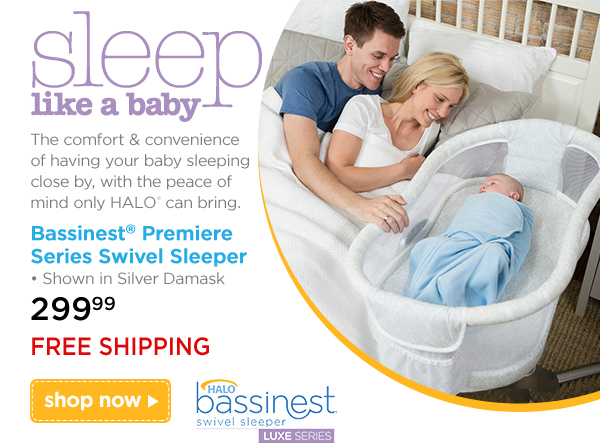 sleep
like a baby
The comfort & convenience
of having your baby sleeping
close by, with the peace of
mind only HALO® can bring.
Bassinest® Premiere
Series Swivel Sleeper
• Shown in Silver Damask
299⁹⁹
FREE SHIPPING
shop now ▸
HALO
bassinest
swivel sleeper
LUXE SERIES